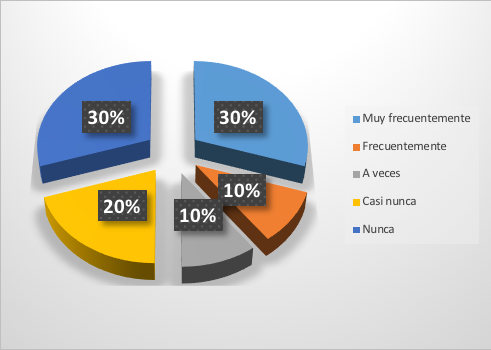 30%
30%
10%
10%
20%
Muy frecuentemente
Frecuentemente
A veces
Casi nunca
Nunca